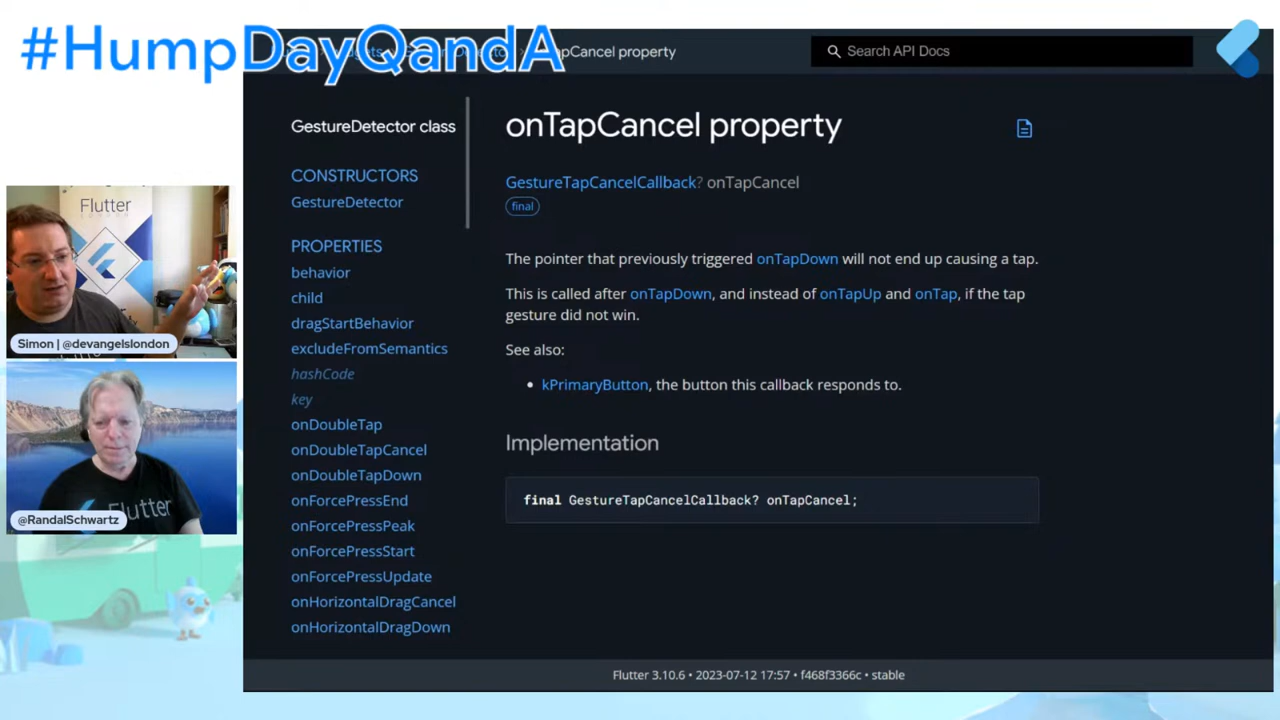 #HumpDayQandA
Cancel property
Search API Docs
GestureDetector class
CONSTRUCTORS
GestureDetector
PROPERTIES
behavior
child
dragStartBehavior
excludeFromSemantics
hashCode
key
onDoubleTap
onDoubleTapCancel
onDoubleTapDown
onForcePressEnd
onForcePressPeak
onForcePressStart
onForcePressUpdate
onHorizontalDragCancel
onHorizontalDragDown
onTapCancel property
GestureTapCancelCallback? onTapCancel
final
The pointer that previously triggered onTapDown will not end up causing a tap.
This is called after onTapDown, and instead of onTapUp and onTap, if the tap
gesture did not win.
See also:
• kPrimaryButton, the button this callback responds to.
Implementation
final GestureTapCancelCallback? onTapCancel;
Flutter 3.10.6 • 2023-07-12 17:57 • f468f3366c • stable
Flutter
Simon | @devangelslondon
Flutter
@RandalSchwartz